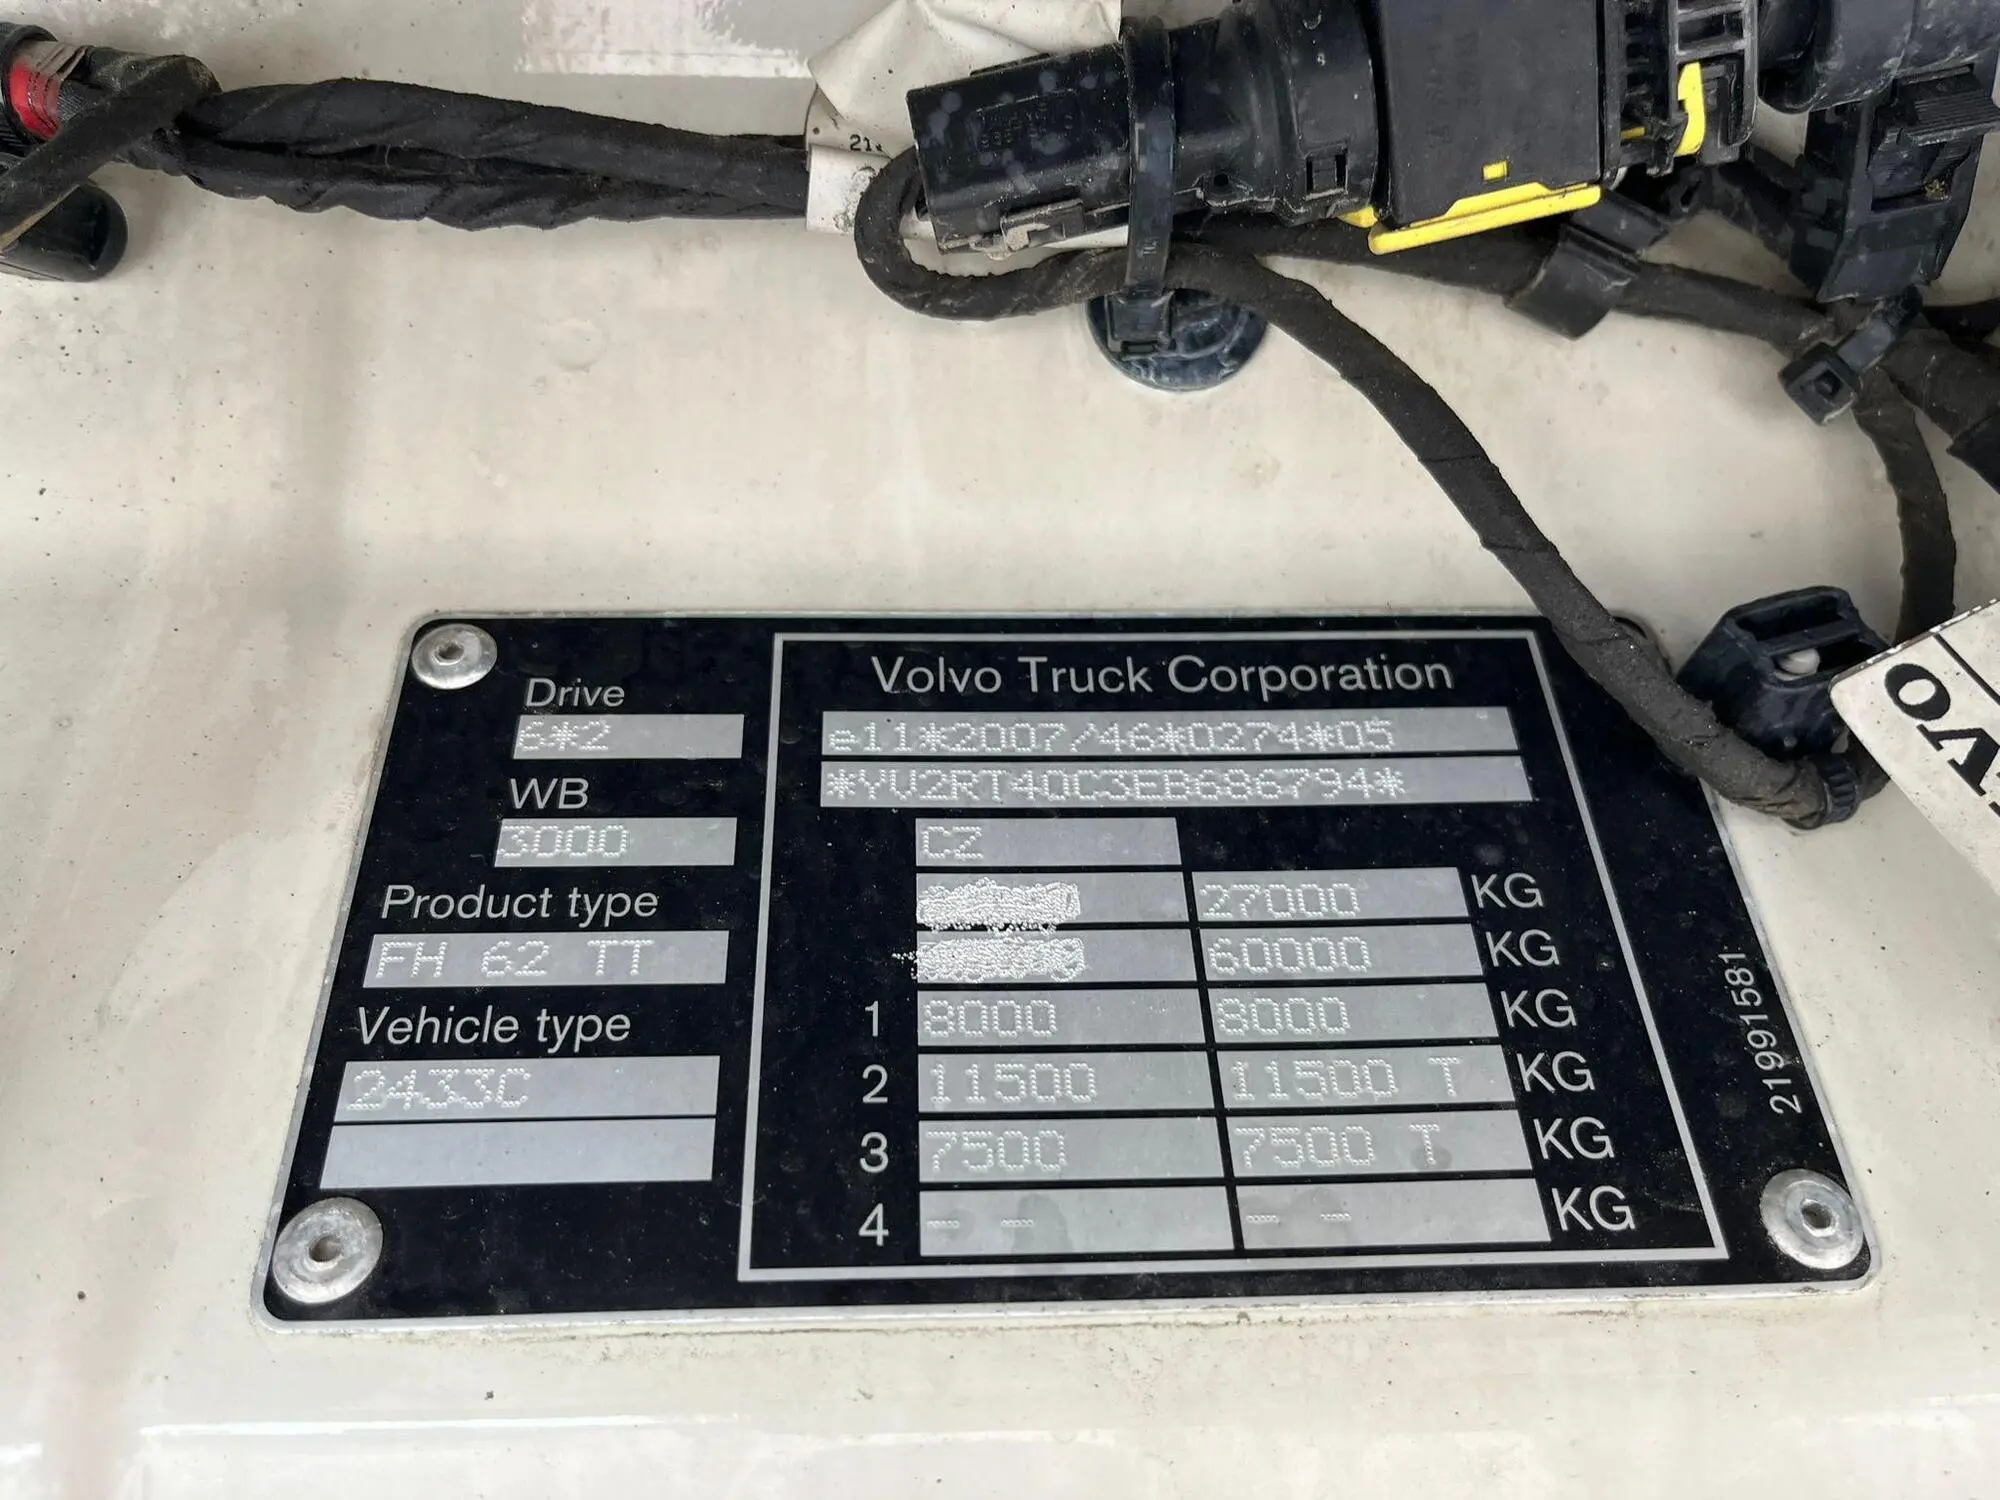 21
Drive
6*2
WB
3000
Product type
FH 62 TT
Vehicle type
2433C
Volvo Truck Corporation
e11*2007/46*0274*05
*YV2RT40C3EB686794*
CZ
27000 KG
60000 KG
1 8000 8000 KG
2 11500 11500 T KG
3 7500 7500 T KG
4 - - - - KG
21991581
VO